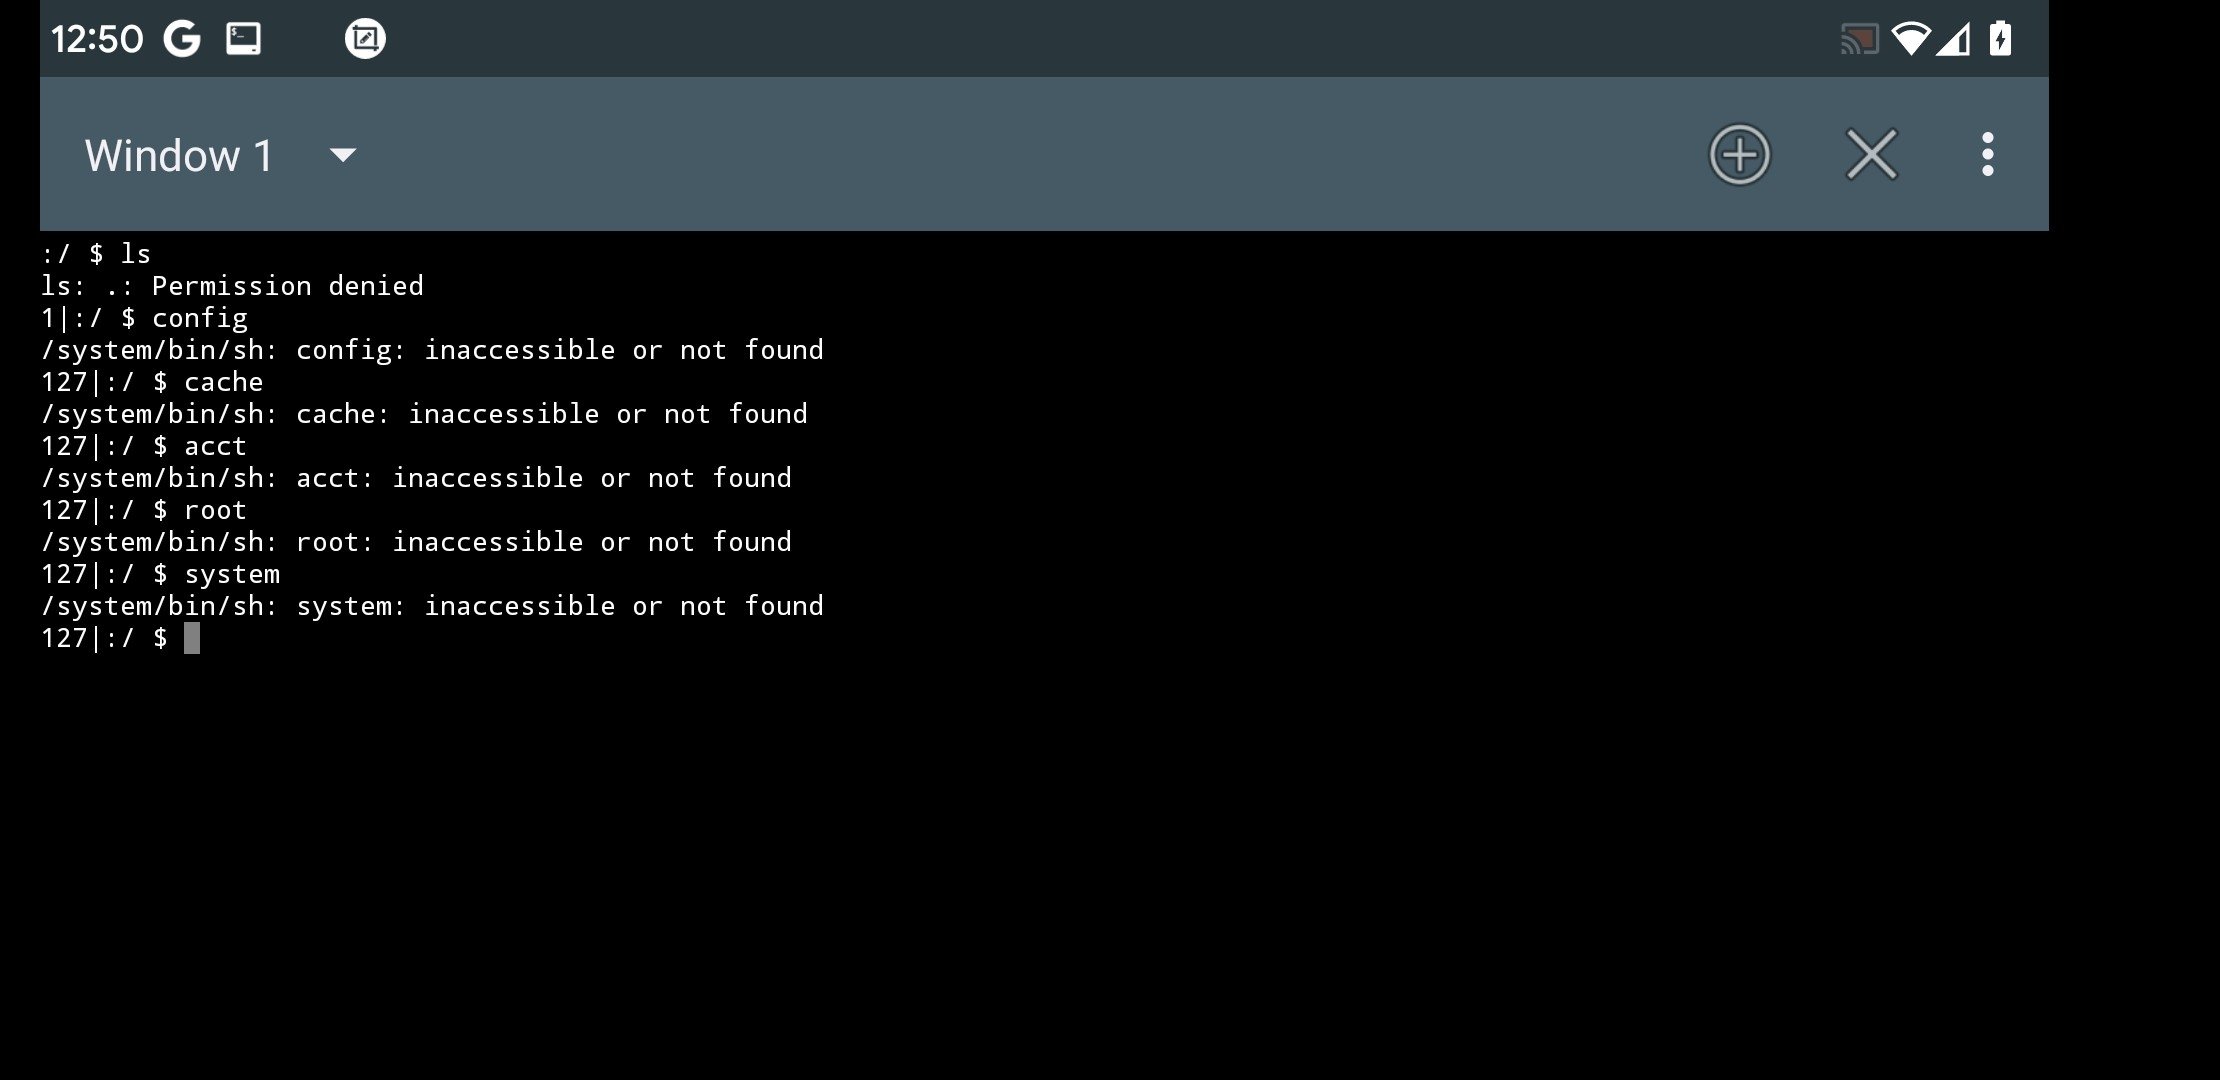 12:50
Window 1
:/ $ ls
ls: .: Permission denied
1|:/ $ config
/system/bin/sh: config: inaccessible or not found
127|:/ $ cache
/system/bin/sh: cache: inaccessible or not found
127|:/ $ acct
/system/bin/sh: acct: inaccessible or not found
127|:/ $ root
/system/bin/sh: root: inaccessible or not found
127|:/ $ system
/system/bin/sh: system: inaccessible or not found
127|:/ $